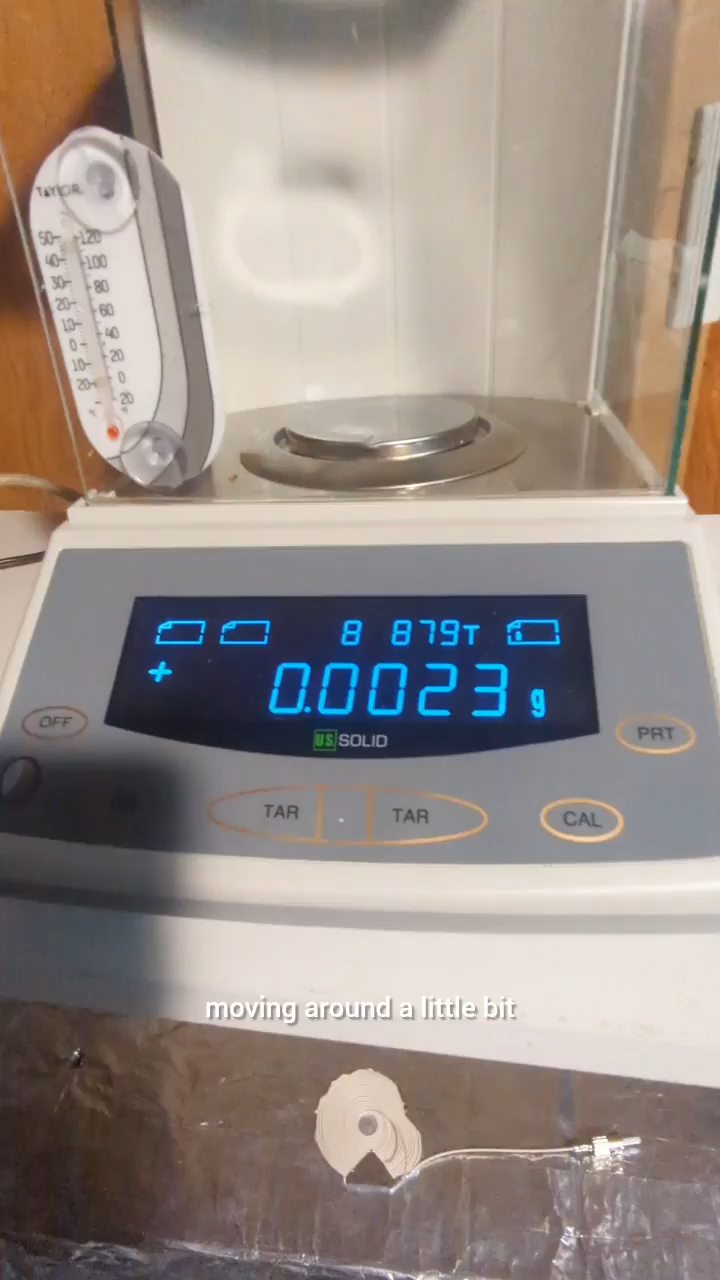 TAYLOR
50 120
40 100
30 80
20 60
10 40
0 20
10 0
20 20
8 879T
+ 0.0023 g
US SOLID
OFF
PRT
TAR TAR
CAL
moving around a little bit